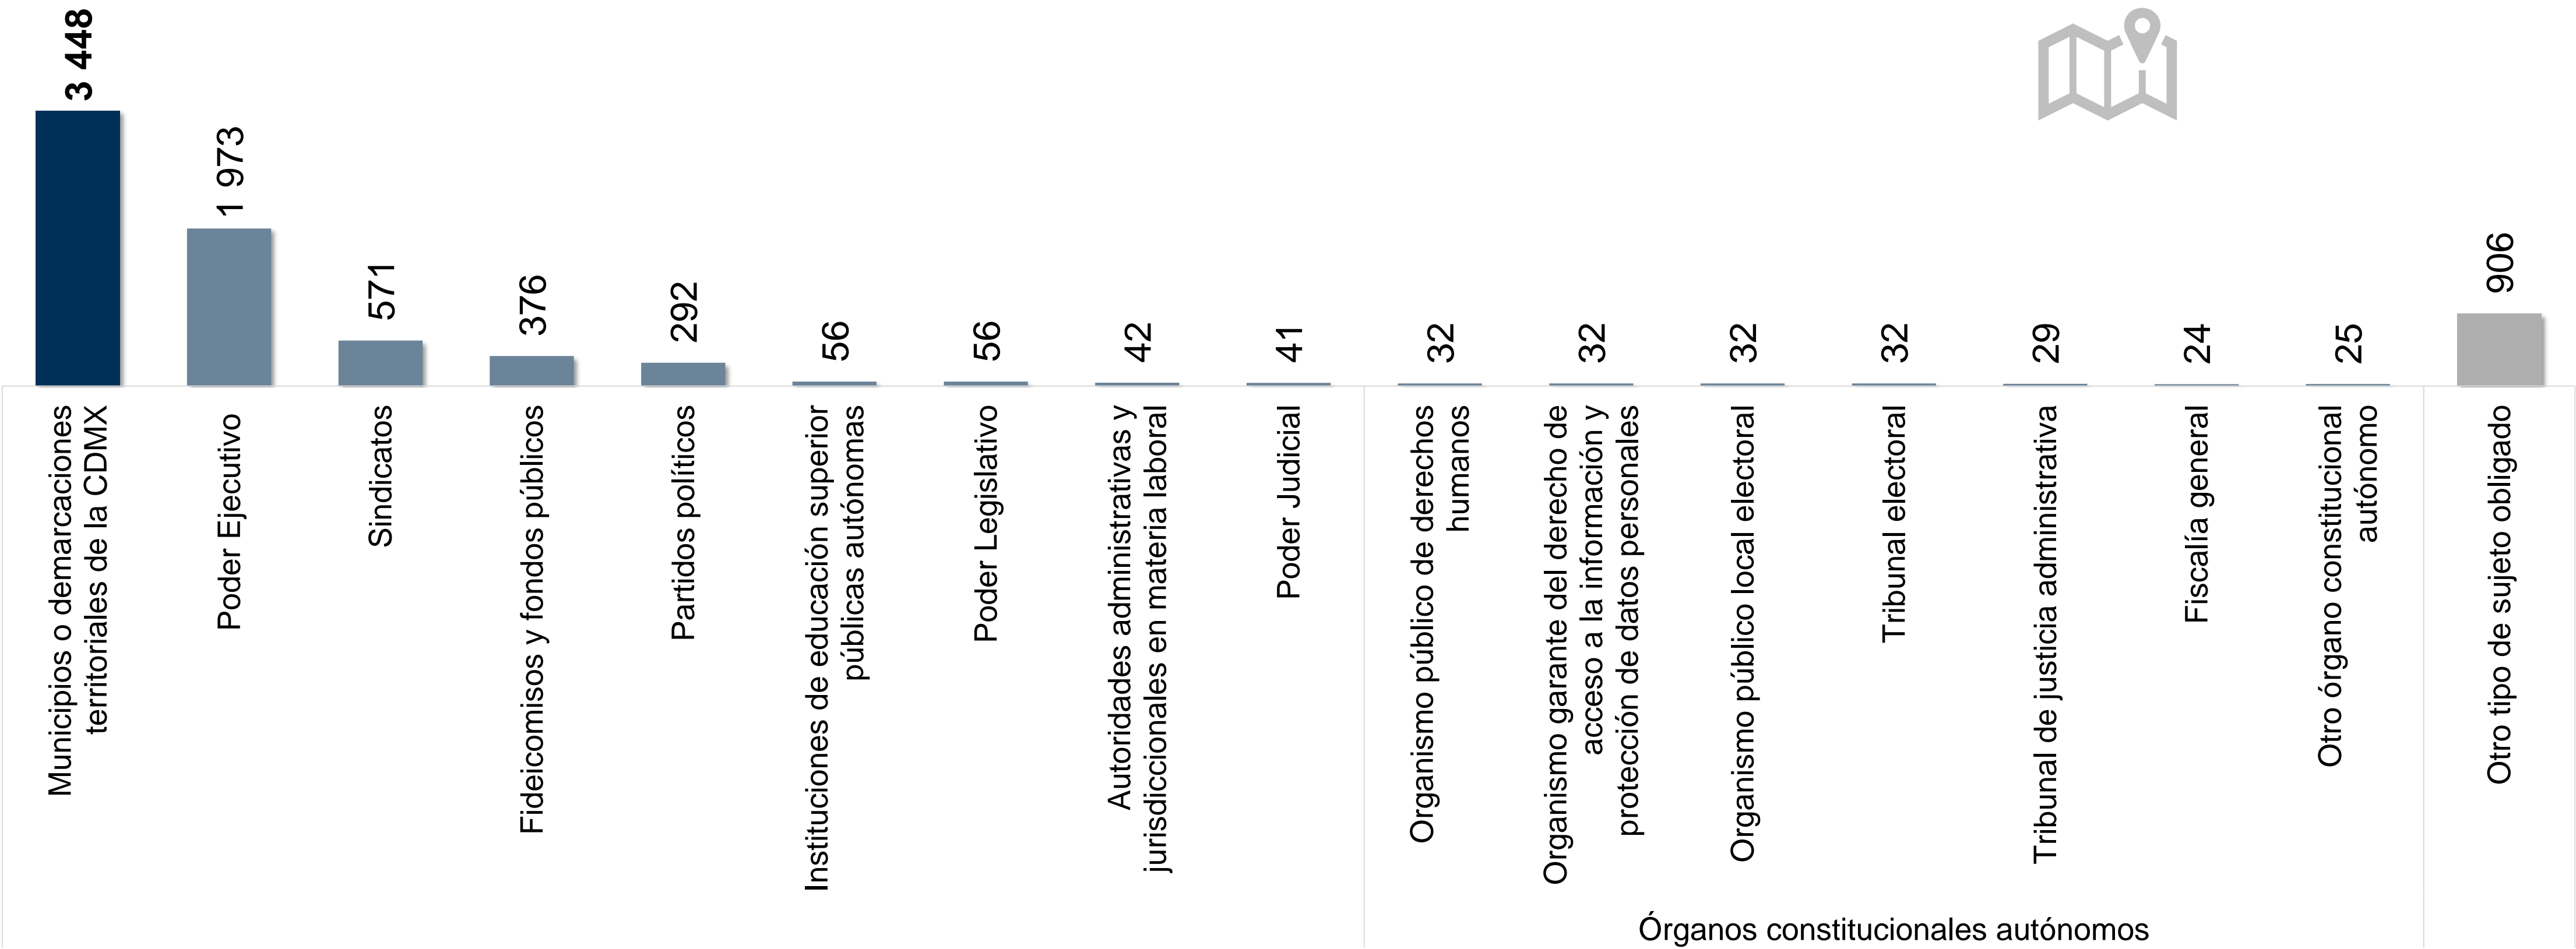 3 448
1 973
571
376
292
56
56
42
41
32
32
32
32
29
24
25
906
Municipios o demarcaciones
territoriales de la CDMX
Poder Ejecutivo
Sindicatos
Fideicomisos y fondos públicos
Partidos políticos
Instituciones de educación superior
públicas autónomas
Poder Legislativo
Autoridades administrativas y
jurisdiccionales en materia laboral
Poder Judicial
Organismo público de derechos
humanos
Organismo garante del derecho de
acceso a la información y
protección de datos personales
Organismo público local electoral
Tribunal electoral
Tribunal de justicia administrativa
Fiscalía general
Otro órgano constitucional
autónomo
Otro tipo de sujeto obligado
Órganos constitucionales autónomos